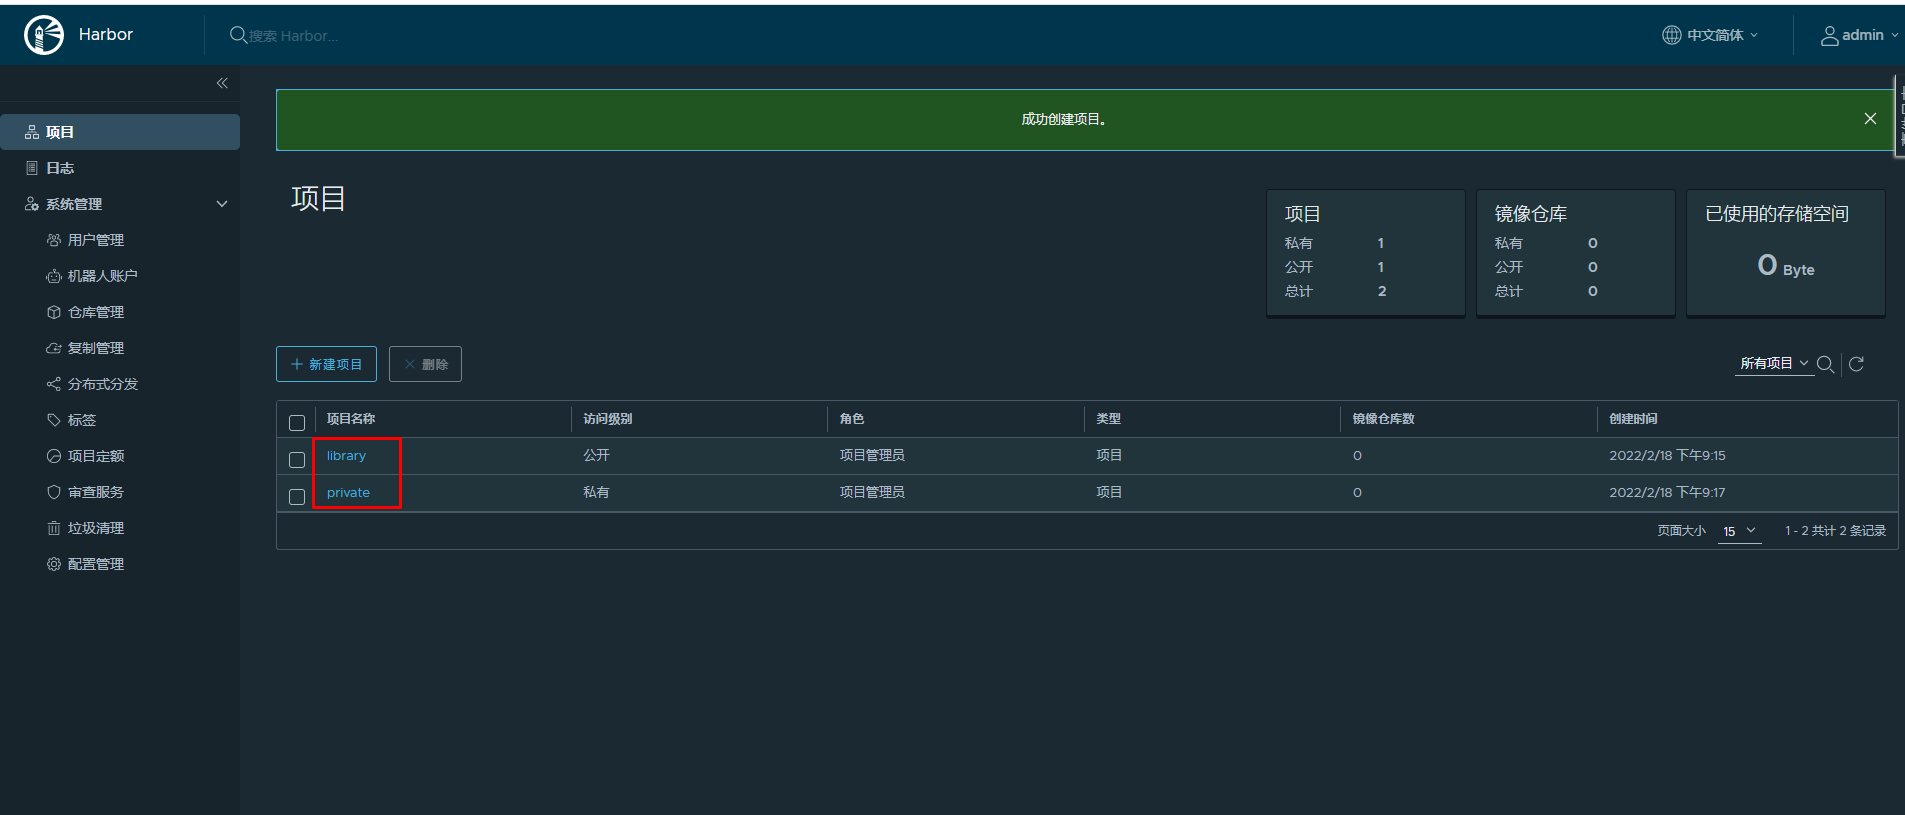 Harbor
搜索 Harbor...
中文简体
admin
项目
日志
系统管理
用户管理
机器人账户
仓库管理
复制管理
分布式分发
标签
项目定额
审查服务
垃圾清理
配置管理
成功创建项目。
项目
项目
私有 1
公开 1
总计 2
镜像仓库
私有 0
公开 0
总计 0
已使用的存储空间
0 Byte
新建项目
删除
所有项目
项目名称 访问级别 角色 类型 镜像仓库数 创建时间
library 公开 项目管理员 项目 0 2022/2/18 下午9:15
private 私有 项目管理员 项目 0 2022/2/18 下午9:17
页面大小 15 1 - 2 共计 2 条记录